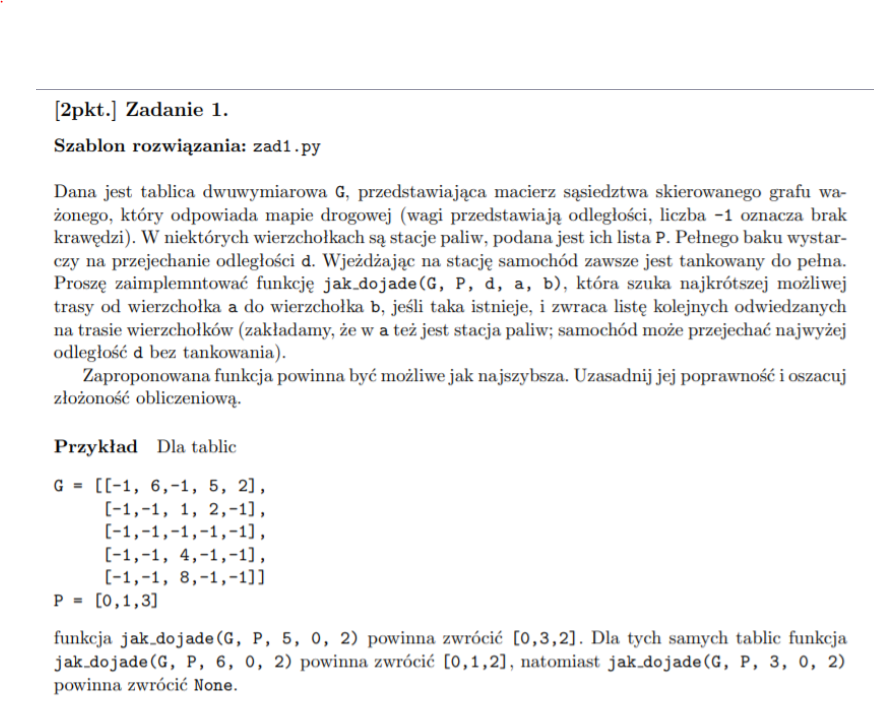 [2pkt.] Zadanie 1.
Szablon rozwiązania: zad1.py
Dana jest tablica dwuwymiarowa G, przedstawiająca macierz sąsiedztwa skierowanego grafu wa-
żonego, który odpowiada mapie drogowej (wagi przedstawiają odległości, liczba -1 oznacza brak
krawędzi). W niektórych wierzchołkach są stacje paliw, podana jest ich lista P. Pełnego baku wystar-
czy na przejechanie odległości d. Wjeżdżając na stację samochód zawsze jest tankowany do pełna.
Proszę zaimplemntować funkcję jak_dojade(G, P, d, a, b), która szuka najkrótszej możliwej
trasy od wierzchołka a do wierzchołka b, jeśli taka istnieje, i zwraca listę kolejnych odwiedzanych
na trasie wierzchołków (zakładamy, że w a też jest stacja paliw; samochód może przejechać najwyżej
odległość d bez tankowania).
Zaproponowana funkcja powinna być możliwe jak najszybsza. Uzasadnij jej poprawność i oszacuj
złożoność obliczeniową.
Przykład Dla tablic
G = [[-1, 6,-1, 5, 2],
[-1,-1, 1, 2,-1],
[-1,-1,-1,-1,-1],
[-1,-1, 4,-1,-1],
[-1,-1, 8,-1,-1]]
P = [0,1,3]
funkcja jak_dojade(G, P, 5, 0, 2) powinna zwrócić [0,3,2]. Dla tych samych tablic funkcja
jak_dojade(G, P, 6, 0, 2) powinna zwrócić [0,1,2], natomiast jak_dojade(G, P, 3, 0, 2)
powinna zwrócić None.